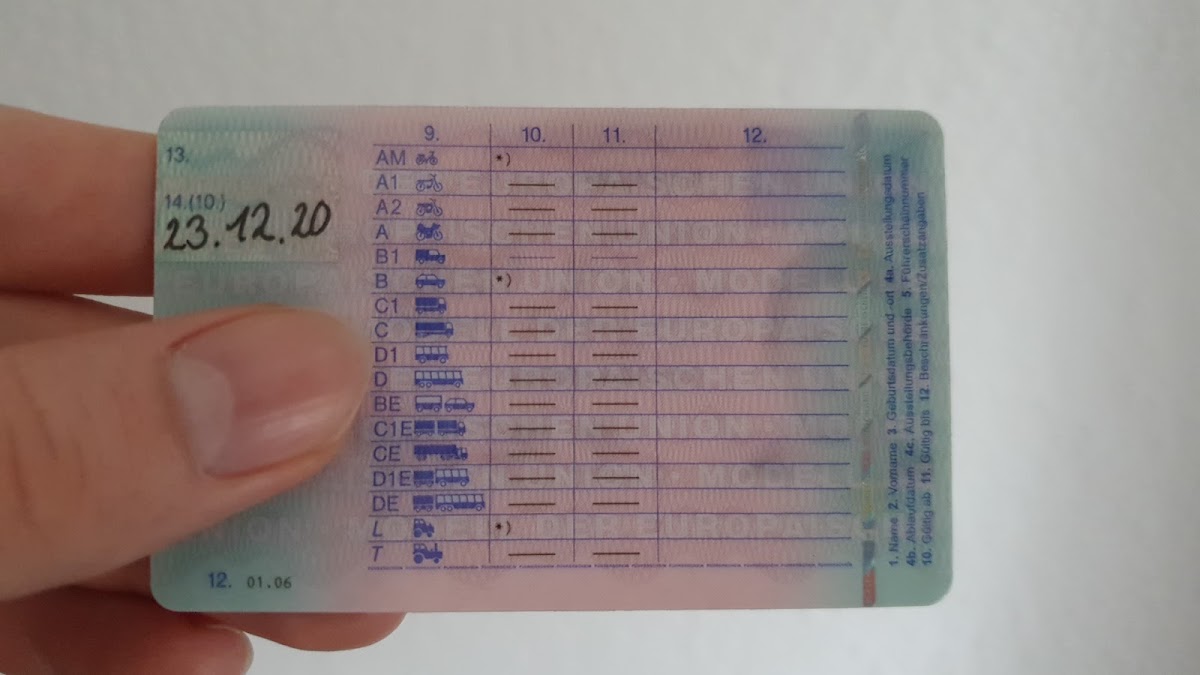 13.
14.(10.)
23.12.20
9. 10. 11. 12.
AM *)
A1 — —
A2 — —
A — —
B1 — —
B *)
C1 — —
C — —
D1 — —
D — —
BE — —
C1E — —
CE — —
D1E — —
DE — —
L *)
T — —
12. 01.06
1. Name 2. Vorname 3. Geburtsdatum und -ort 4a. Ausstellungsdatum
4b. Ablaufdatum 4c. Ausstellungsbehörde 5. Führerscheinnummer
10. Gültig ab 11. Gültig bis 12. Beschränkungen/Zusatzangaben